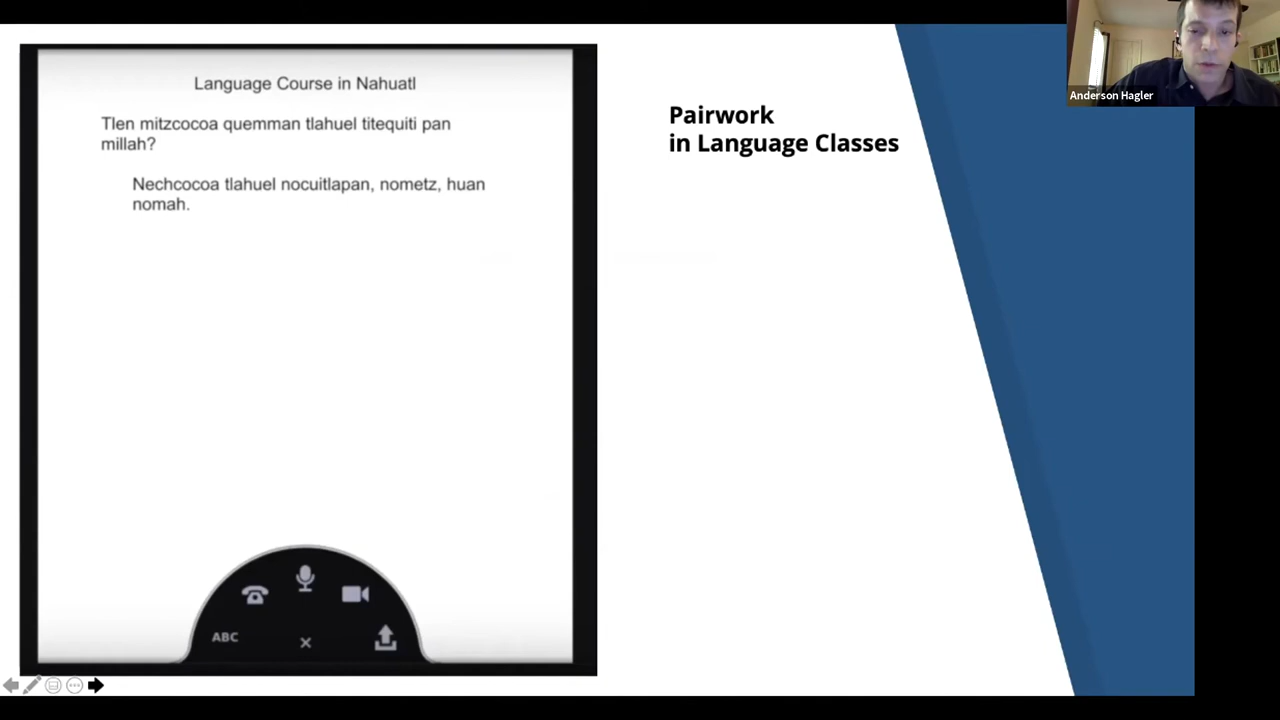 Language Course in Nahuatl
Tlen mitzcocoa quemman tlahuel titequiti pan
millah?
Nechcocoa tlahuel nocuitlapan, nometz, huan
nomah.
ABC
Pairwork
in Language Classes
Anderson Hagler